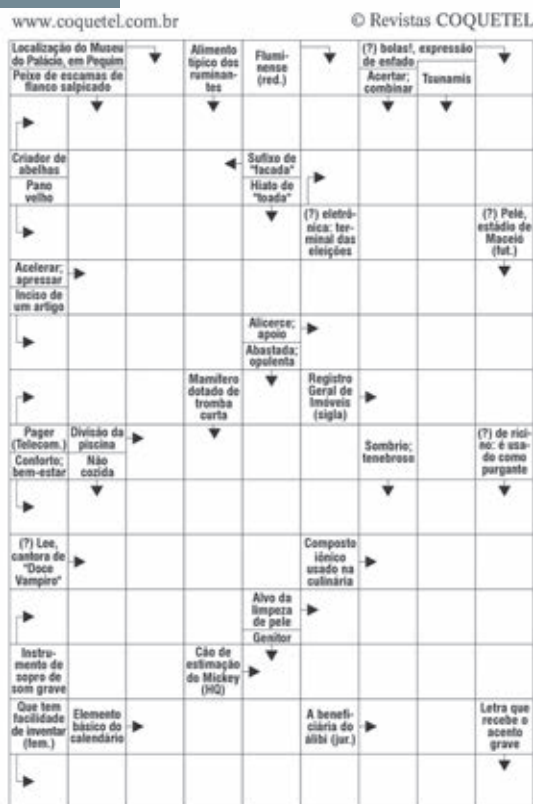 www.coquetel.com.br
© Revistas COQUETEL
Localização do Museu
do Palácio, em Pequim
Peixe de escamas de
flanco salpicado
Alimento
típico dos
ruminan-
tes
Flumi-
nense
(red.)
(?) bolas!, expressão
de enfado
Acertar;
combinar
Tsunamis
Criador de
abelhas
Pano
velho
Sufixo de
"facada"
Hiato de
"toada"
(?) eletrô-
nica: ter-
minal das
eleições
(?) Pelé,
estádio de
Maceió
(fut.)
Acelerar;
apressar
Inciso de
um artigo
Alicerce;
apoio
Abastada;
opulenta
Mamífero
dotado de
tromba
curta
Registro
Geral de
Imóveis
(sigla)
Pager
(Telecom.)
Conforto;
bem-estar
Divisão da
piscina
Não
cozida
Sombrio;
tenebroso
(?) de ríci-
no: é usa-
do como
purgante
(?) Lee,
cantora de
"Doce
Vampiro"
Composto
iônico
usado na
culinária
Alvo da
limpeza
de pele
Genitor
Instru-
mento de
sopro de
som grave
Cão de
estimação
do Mickey
(HQ)
Que tem
facilidade
de inventar
(fem.)
Elemento
básico do
calendário
A benefi-
ciária do
álibi (jur.)
Letra que
recebe o
acento
grave